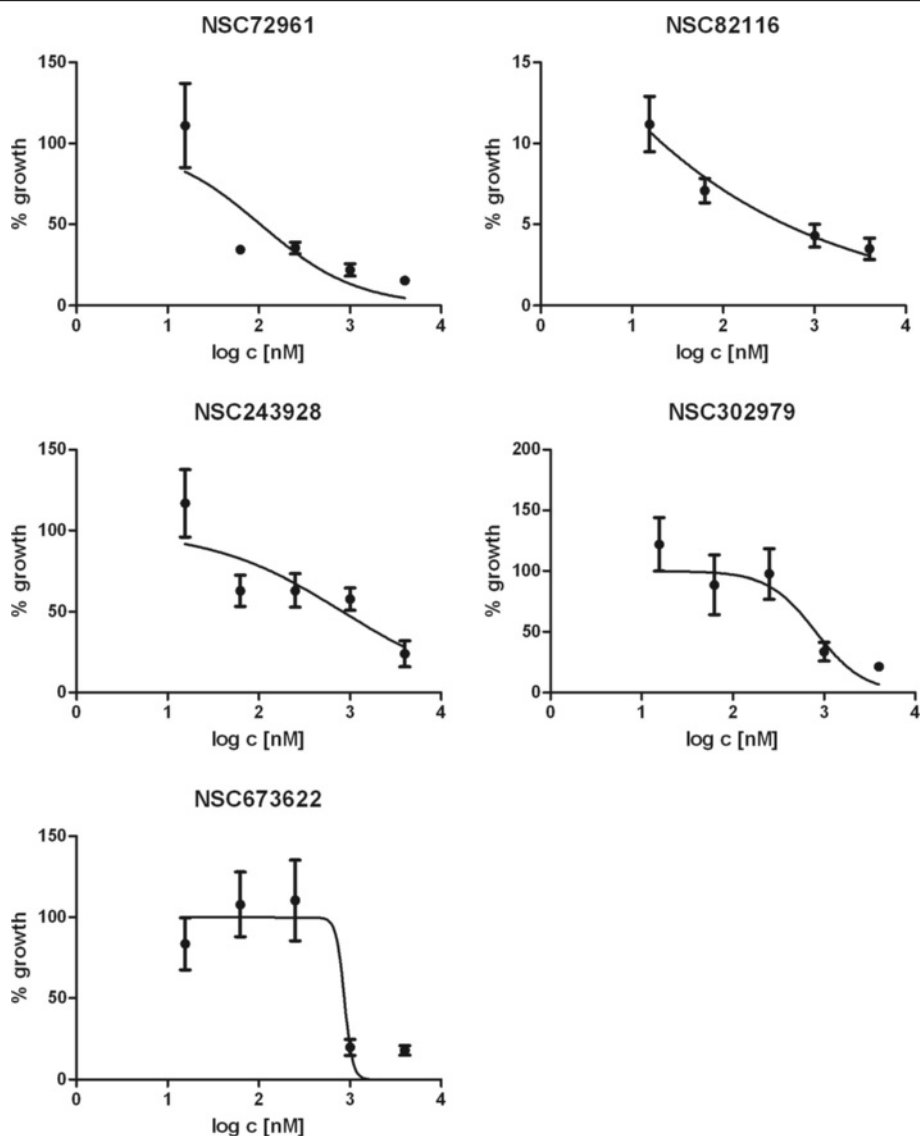 NSC72961
150
100
50
0
% growth
0 1 2 3 4
log c [nM]
NSC82116
15
10
5
0
% growth
0 1 2 3 4
log c [nM]
NSC243928
150
100
50
0
% growth
0 1 2 3 4
log c [nM]
NSC302979
200
150
100
50
0
% growth
0 1 2 3 4
log c [nM]
NSC673622
150
100
50
0
% growth
0 1 2 3 4
log c [nM]